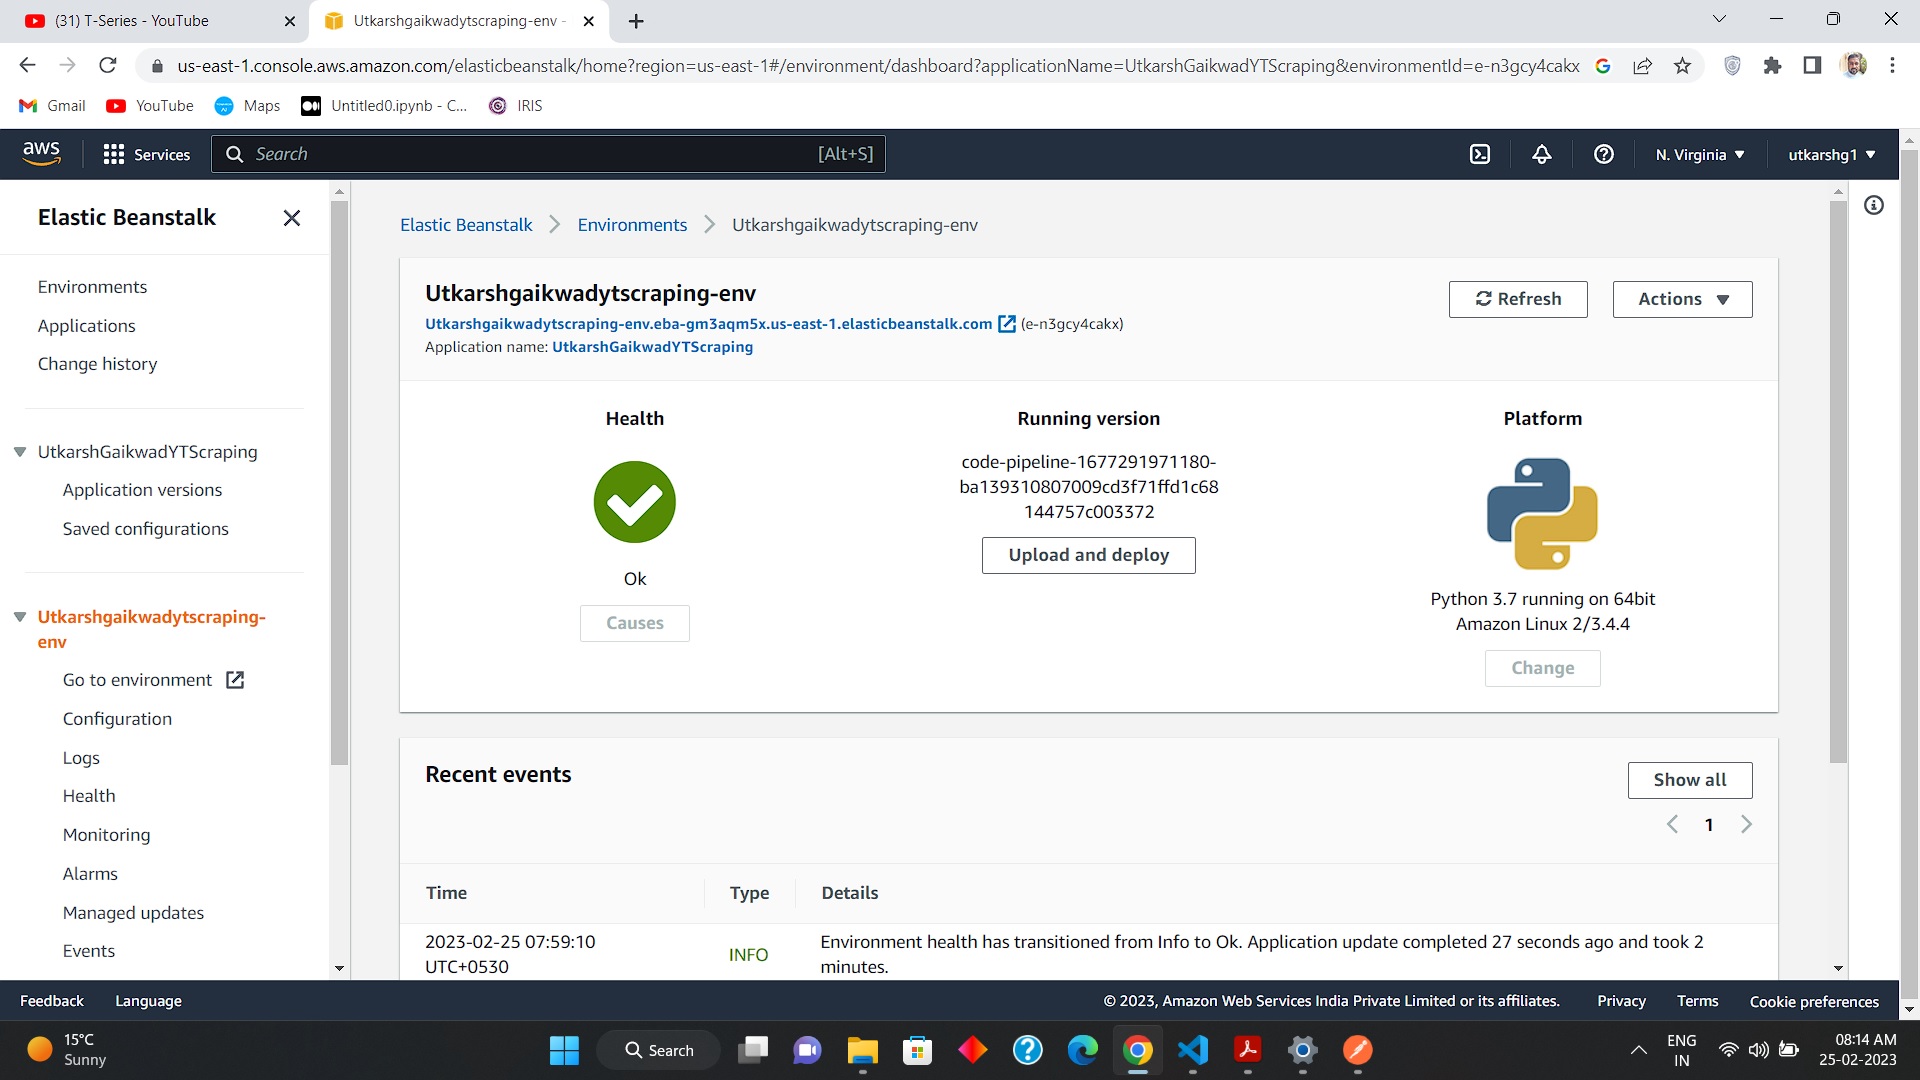 (31) T-Series - YouTube
Utkarshgaikwadytscraping-env -
us-east-1.console.aws.amazon.com/elasticbeanstalk/home?region=us-east-1#/environment/dashboard?applicationName=UtkarshGaikwadYTScraping&environmentId=e-n3gcy4cakx
Gmail
YouTube
Maps
Untitled0.ipynb - C...
IRIS
aws
Services
Search
[Alt+S]
N. Virginia
utkarshg1
Elastic Beanstalk
Environments
Applications
Change history
UtkarshGaikwadYTScraping
Application versions
Saved configurations
Utkarshgaikwadytscraping-
env
Go to environment
Configuration
Logs
Health
Monitoring
Alarms
Managed updates
Events
Elastic Beanstalk
Environments
Utkarshgaikwadytscraping-env
Utkarshgaikwadytscraping-env
Utkarshgaikwadytscraping-env.eba-gm3aqm5x.us-east-1.elasticbeanstalk.com (e-n3gcy4cakx)
Application name: UtkarshGaikwadYTScraping
Refresh
Actions
Health
Ok
Causes
Running version
code-pipeline-1677291971180-
ba139310807009cd3f71ffd1c68
144757c003372
Upload and deploy
Platform
Python 3.7 running on 64bit
Amazon Linux 2/3.4.4
Change
Recent events
Show all
1
Time
Type
Details
2023-02-25 07:59:10
UTC+0530
INFO
Environment health has transitioned from Info to Ok. Application update completed 27 seconds ago and took 2
minutes.
Feedback
Language
© 2023, Amazon Web Services India Private Limited or its affiliates.
Privacy
Terms
Cookie preferences
15°C
Sunny
Search
ENG
IN
08:14 AM
25-02-2023